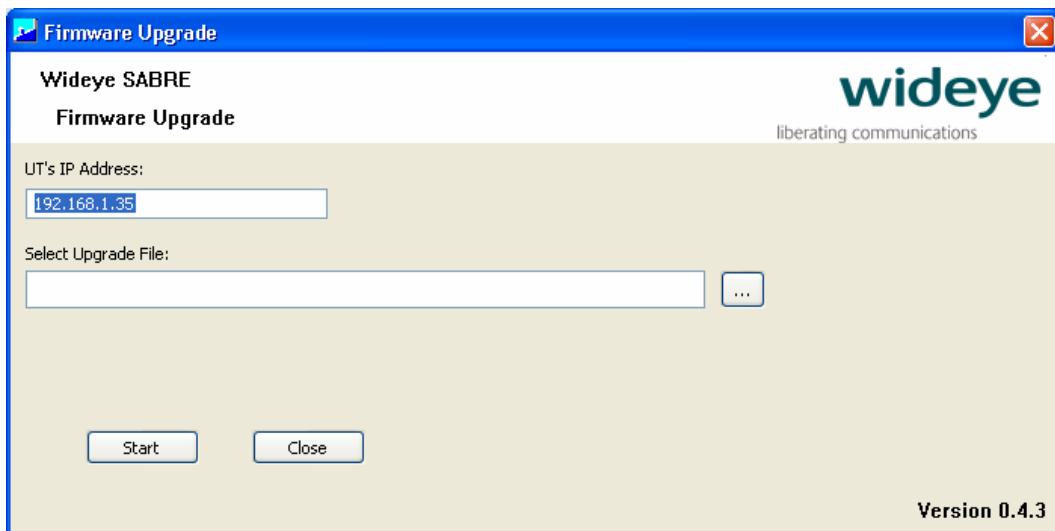 Firmware Upgrade
Wideye SABRE
Firmware Upgrade
wideye
liberating communications
UT's IP Address:
192.168.1.35
Select Upgrade File:
...
Start
Close
Version 0.4.3